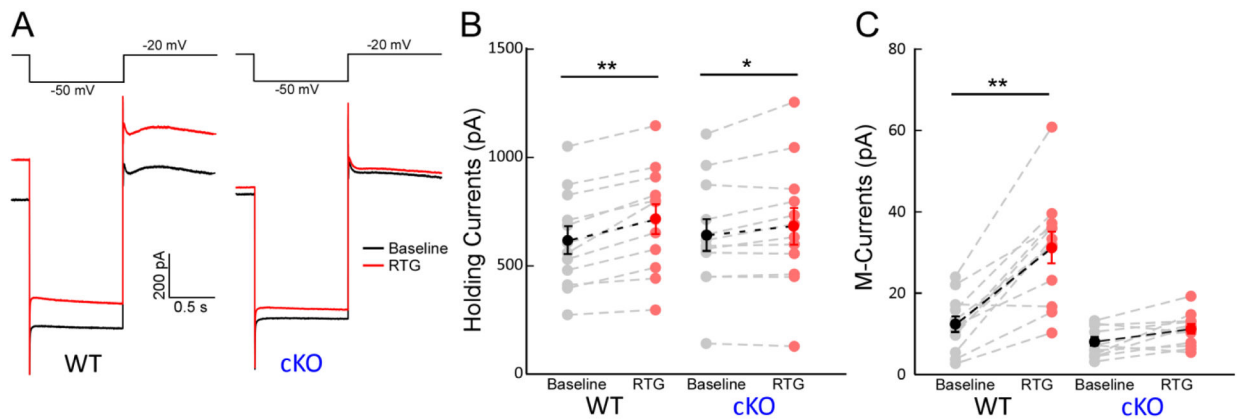 A
-20 mV
-50 mV
-20 mV
-50 mV
Baseline
RTG
200 pA
0.5 s
WT
cKO
B
Holding Currents (pA)
1500
1000
500
0
**
*
Baseline RTG Baseline RTG
WT cKO
C
M-Currents (pA)
80
60
40
20
0
**
Baseline RTG Baseline RTG
WT cKO